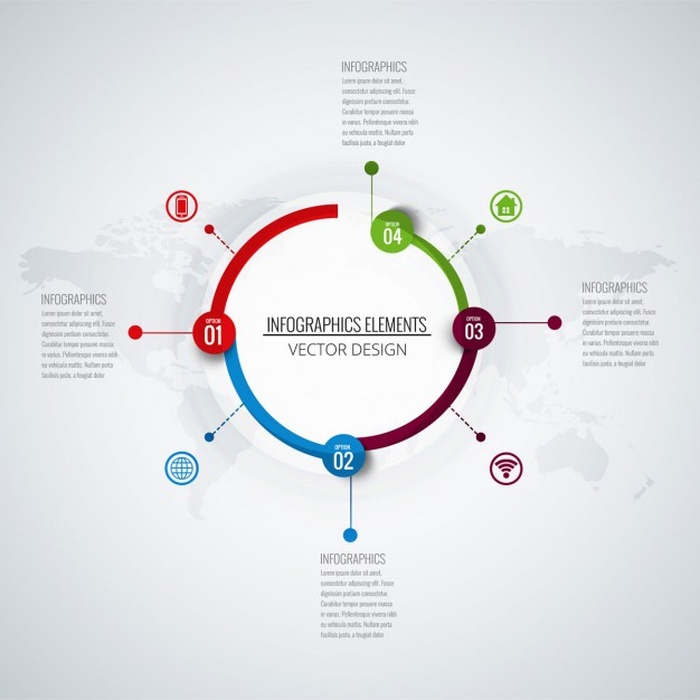 INFOGRAPHICS
Lorem ipsum dolor sit amet,
consectetur adipiscing elit. Fusce
dignissim pretium consectetur.
Curabitur tempor posuere massa
in varius. Pellentesque viverra nibh
eu vehicula mattis. Nullam porta
facilisis justo, a feugiat dolor
OPTION
04
INFOGRAPHICS
Lorem ipsum dolor sit amet,
consectetur adipiscing elit. Fusce
dignissim pretium consectetur.
Curabitur tempor posuere massa
in varius. Pellentesque viverra nibh
eu vehicula mattis. Nullam porta
facilisis justo, a feugiat dolor
OPTION
01
INFOGRAPHICS ELEMENTS
VECTOR DESIGN
OPTION
03
INFOGRAPHICS
Lorem ipsum dolor sit amet,
consectetur adipiscing elit. Fusce
dignissim pretium consectetur.
Curabitur tempor posuere massa
in varius. Pellentesque viverra nibh
eu vehicula mattis. Nullam porta
facilisis justo, a feugiat dolor
OPTION
02
INFOGRAPHICS
Lorem ipsum dolor sit amet,
consectetur adipiscing elit. Fusce
dignissim pretium consectetur.
Curabitur tempor posuere massa
in varius. Pellentesque viverra nibh
eu vehicula mattis. Nullam porta
facilisis justo, a feugiat dolor